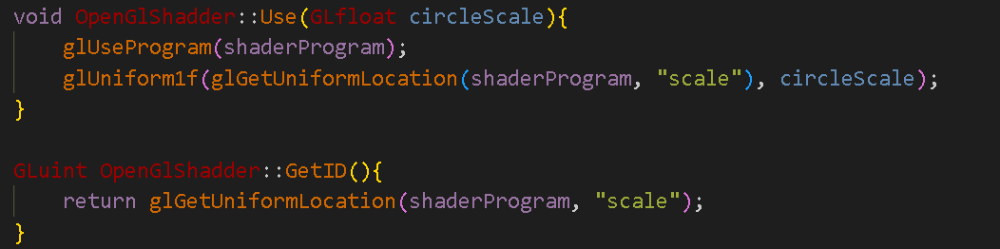 void OpenGlShadder::Use(GLfloat circleScale){
glUseProgram(shaderProgram);
glUniform1f(glGetUniformLocation(shaderProgram, "scale"), circleScale);
}
GLuint OpenGlShadder::GetID(){
return glGetUniformLocation(shaderProgram, "scale");
}